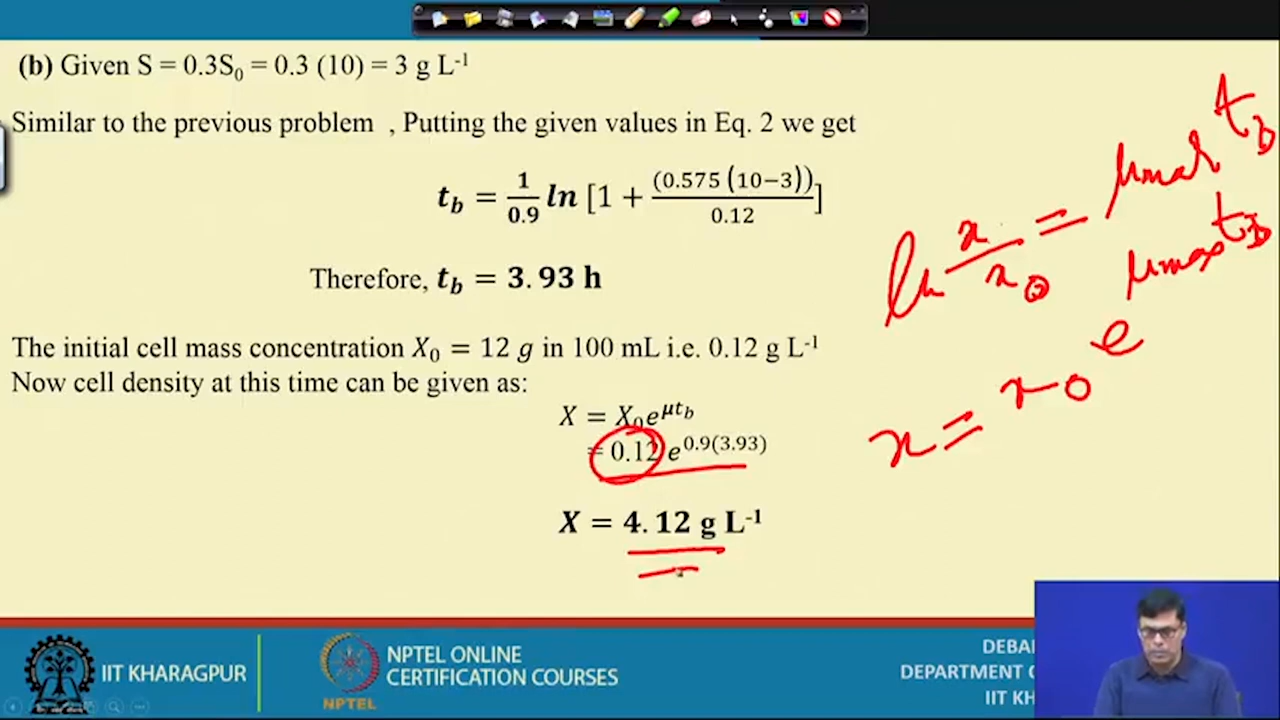 (b) Given S = 0.3S₀ = 0.3 (10) = 3 g L⁻¹
Similar to the previous problem , Putting the given values in Eq. 2 we get
t_b = 1/0.9 ln [1 + (0.575 (10−3))/0.12]
Therefore, t_b = 3.93 h
The initial cell mass concentration X₀ = 12 g in 100 mL i.e. 0.12 g L⁻¹
Now cell density at this time can be given as:
X = X₀e^μt_b
= 0.12 e^0.9(3.93)
X = 4.12 g L⁻¹
ln x/x₀ = μmax t_b
x = x₀ e^μmax t_b
IIT KHARAGPUR
NPTEL
NPTEL ONLINE
CERTIFICATION COURSES
DEBA
DEPARTMENT
IIT KH